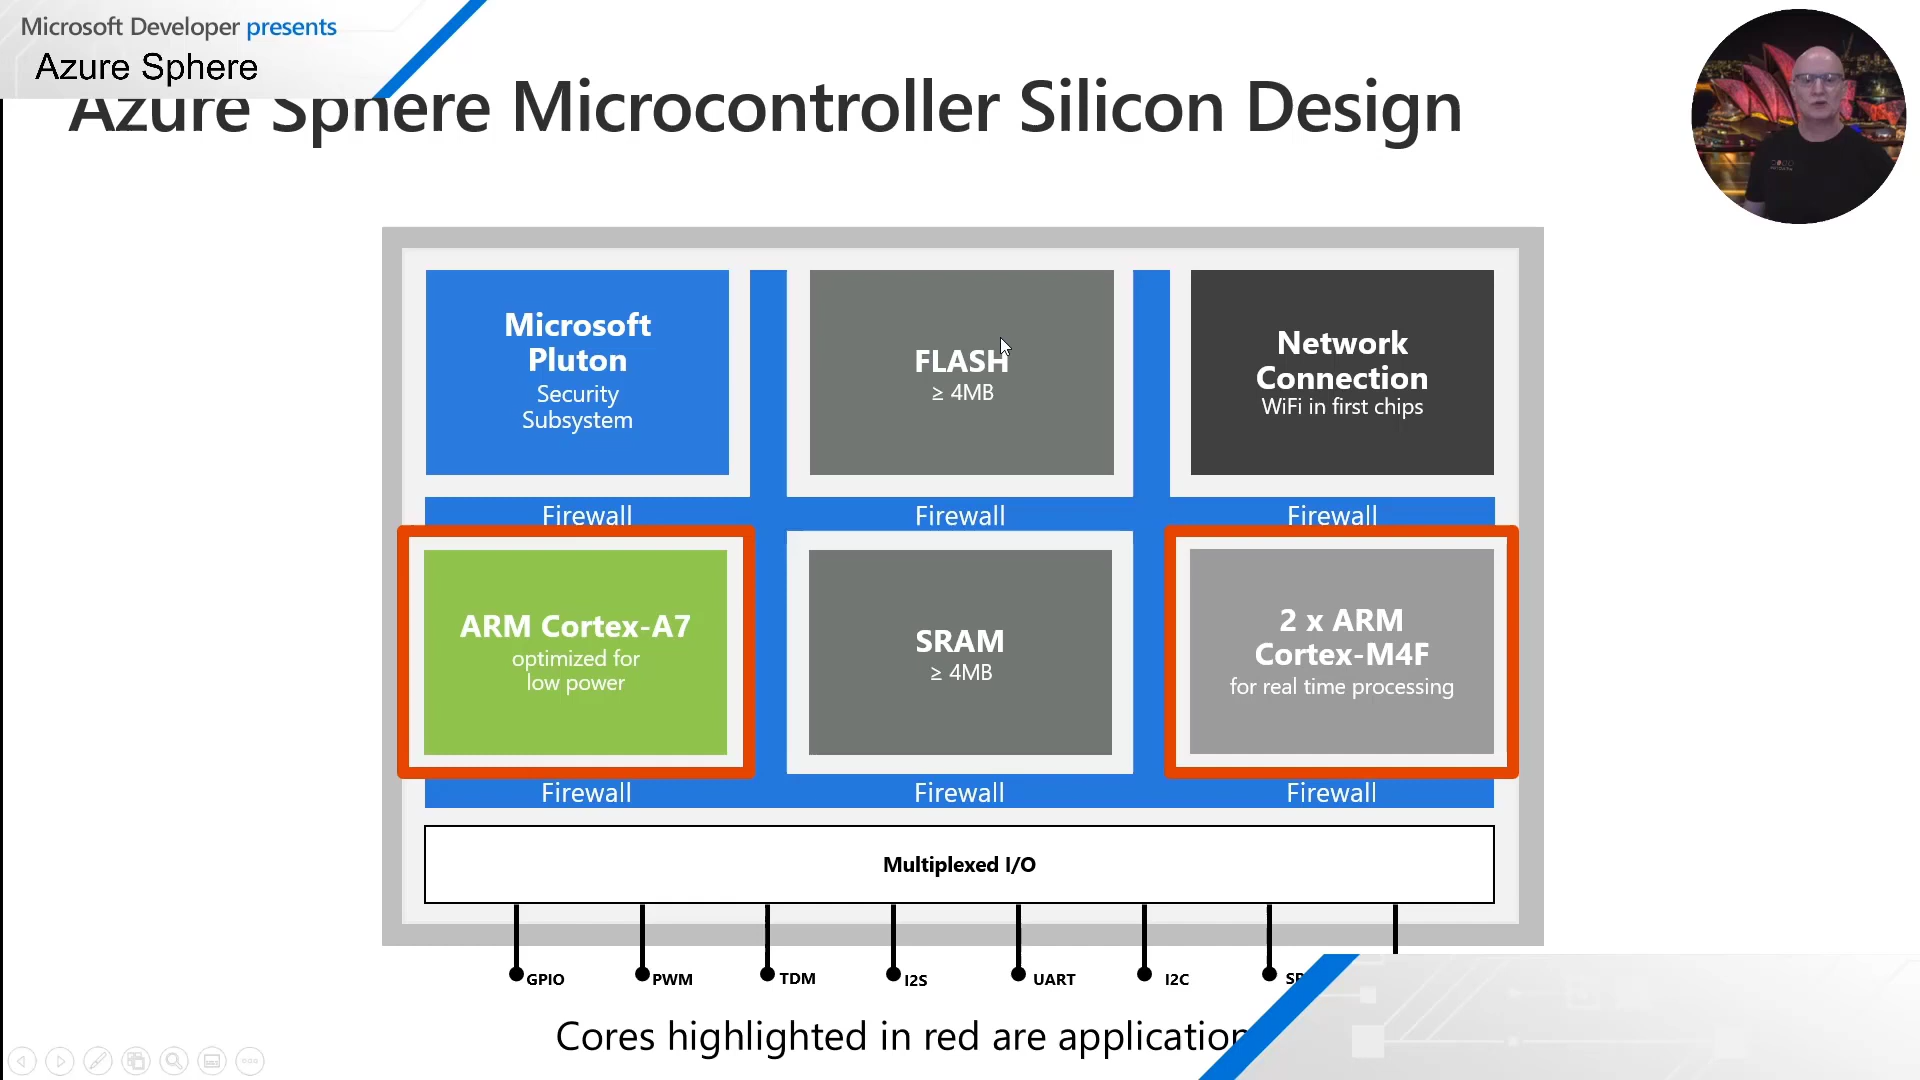 Microsoft Developer presents
Azure Sphere
Azure Sphere Microcontroller Silicon Design
Microsoft
Pluton
Security
Subsystem
FLASH
≥ 4MB
Network
Connection
WiFi in first chips
Firewall
Firewall
Firewall
ARM Cortex-A7
optimized for
low power
SRAM
≥ 4MB
2 x ARM
Cortex-M4F
for real time processing
Firewall
Firewall
Firewall
Multiplexed I/O
GPIO
PWM
TDM
I2S
UART
I2C
Cores highlighted in red are application